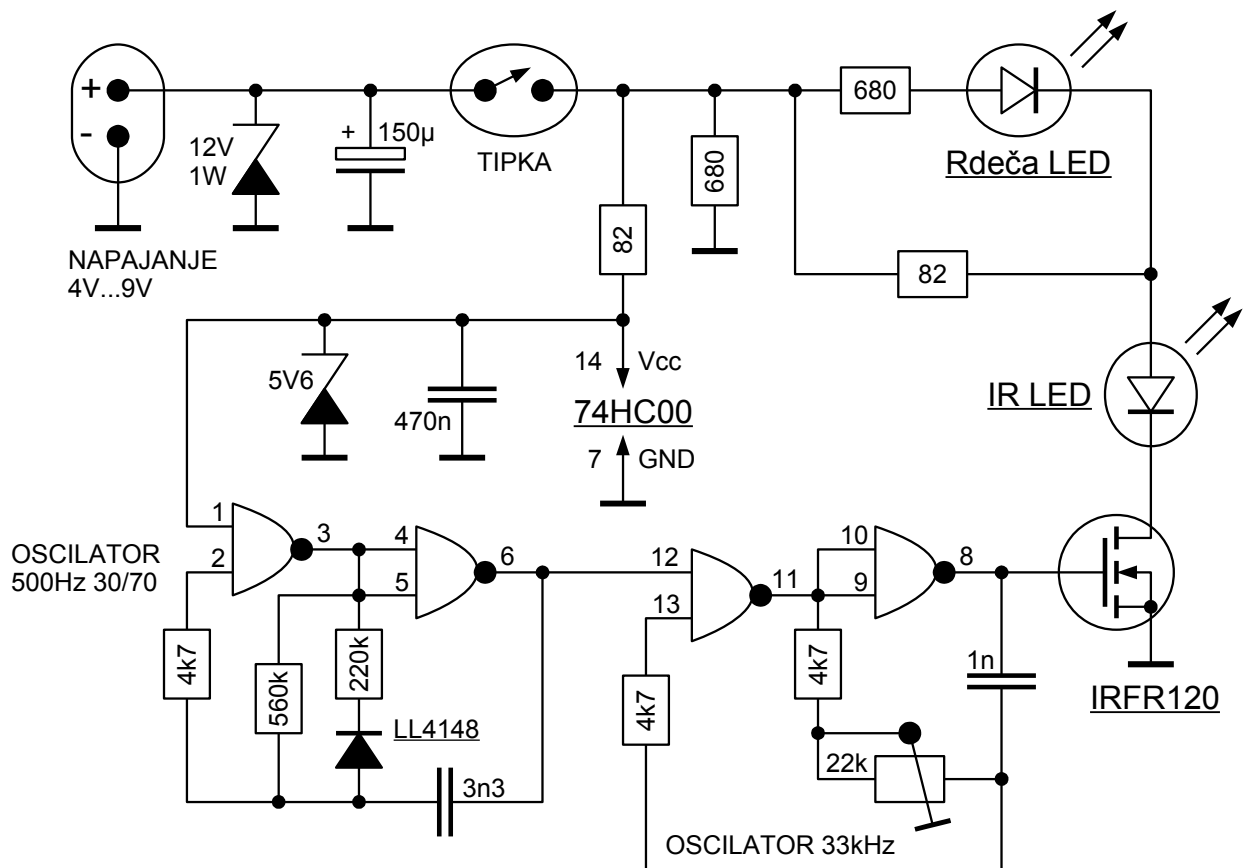 +
-
NAPAJANJE
4V...9V
12V
1W
+
150µ
TIPKA
82
680
680
Rdeča LED
82
IR LED
5V6
470n
14 Vcc
74HC00
7 GND
OSCILATOR
500Hz 30/70
1
2
3
4
5
6
4k7
560k
220k
LL4148
3n3
12
13
11
10
9
8
4k7
4k7
22k
1n
OSCILATOR 33kHz
IRFR120